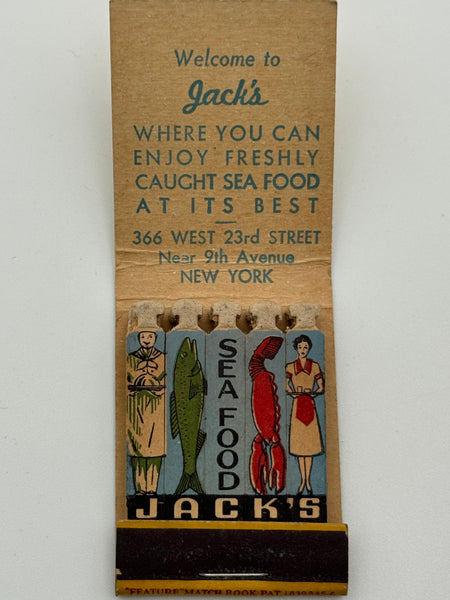 Welcome to
Jack's
WHERE YOU CAN
ENJOY FRESHLY
CAUGHT SEA FOOD
AT ITS BEST
366 WEST 23rd STREET
Near 9th Avenue
NEW YORK
SEA FOOD
JACK'S
"FEATURE" MATCH BOOK PAT.